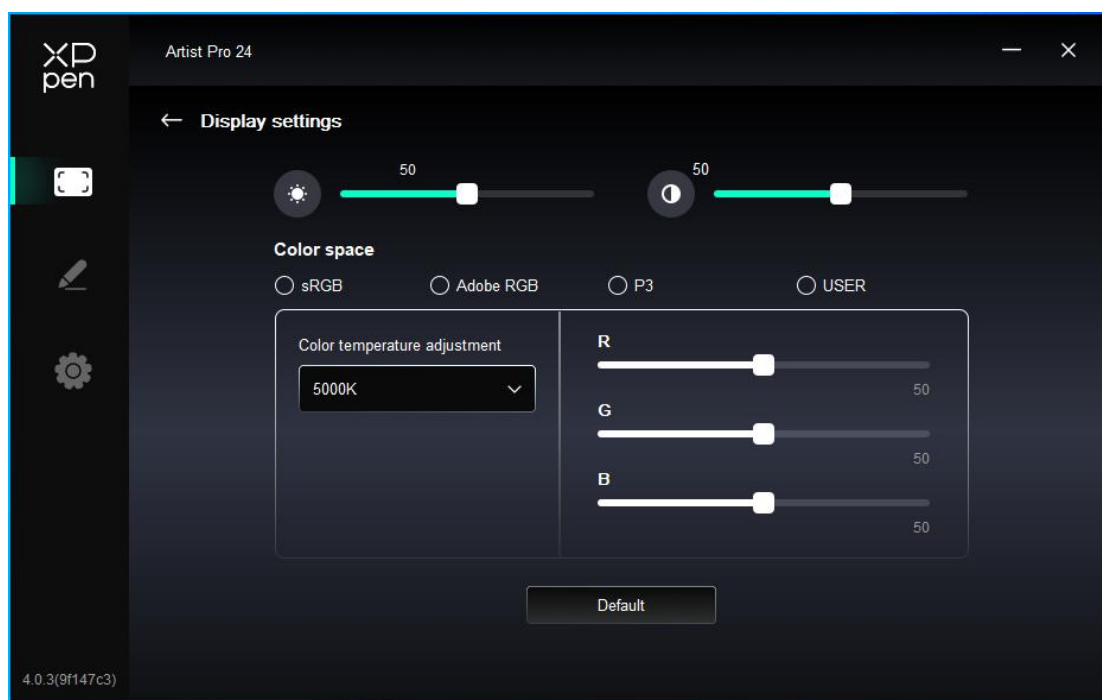 XP
pen
Artist Pro 24
Display settings
50
50
Color space
sRGB
Adobe RGB
P3
USER
Color temperature adjustment
5000K
R
50
G
50
B
50
Default
4.0.3(9f147c3)